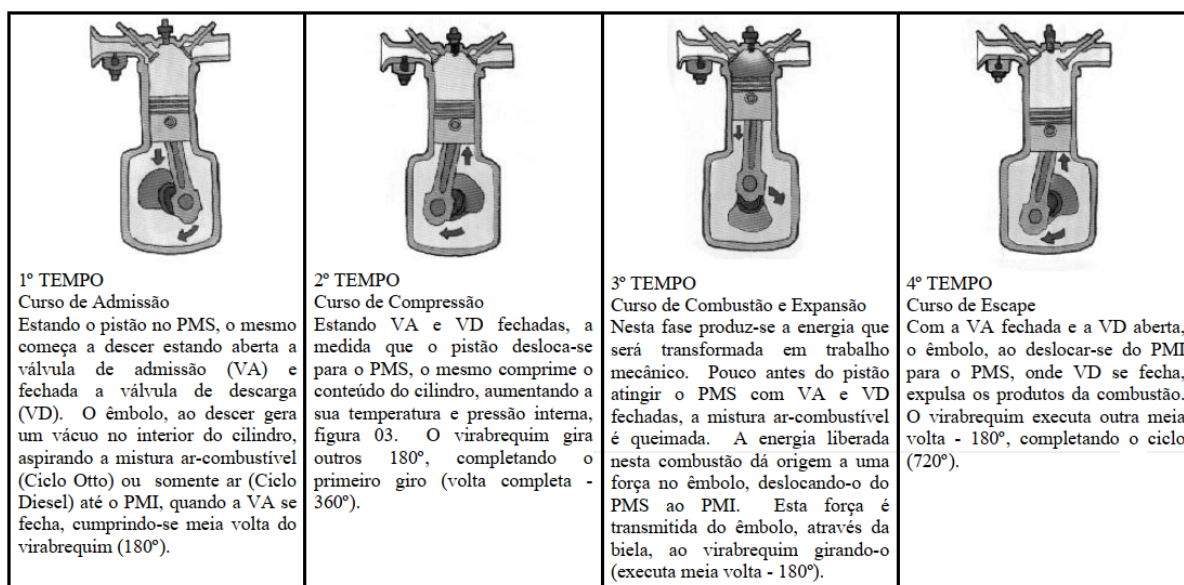 1º TEMPO
Curso de Admissão
Estando o pistão no PMS, o mesmo
começa a descer estando aberta a
válvula de admissão (VA) e
fechada a válvula de descarga
(VD). O êmbolo, ao descer gera
um vácuo no interior do cilindro,
aspirando a mistura ar-combustível
(Ciclo Otto) ou somente ar (Ciclo
Diesel) até o PMI, quando a VA se
fecha, cumprindo-se meia volta do
virabrequim (180º).
2º TEMPO
Curso de Compressão
Estando VA e VD fechadas, a
medida que o pistão desloca-se
para o PMS, o mesmo comprime o
conteúdo do cilindro, aumentando a
sua temperatura e pressão interna,
figura 03. O virabrequim gira
outros 180º, completando o
primeiro giro (volta completa -
360º).
3º TEMPO
Curso de Combustão e Expansão
Nesta fase produz-se a energia que
será transformada em trabalho
mecânico. Pouco antes do pistão
atingir o PMS com VA e VD
fechadas, a mistura ar-combustível
é queimada. A energia liberada
nesta combustão dá origem a uma
força no êmbolo, deslocando-o do
PMS ao PMI. Esta força é
transmitida do êmbolo, através da
biela, ao virabrequim girando-o
(executa meia volta - 180º).
4º TEMPO
Curso de Escape
Com a VA fechada e a VD aberta,
o êmbolo, ao deslocar-se do PMI
para o PMS, onde VD se fecha,
expulsa os produtos da combustão.
O virabrequim executa outra meia
volta - 180º, completando o ciclo
(720º).